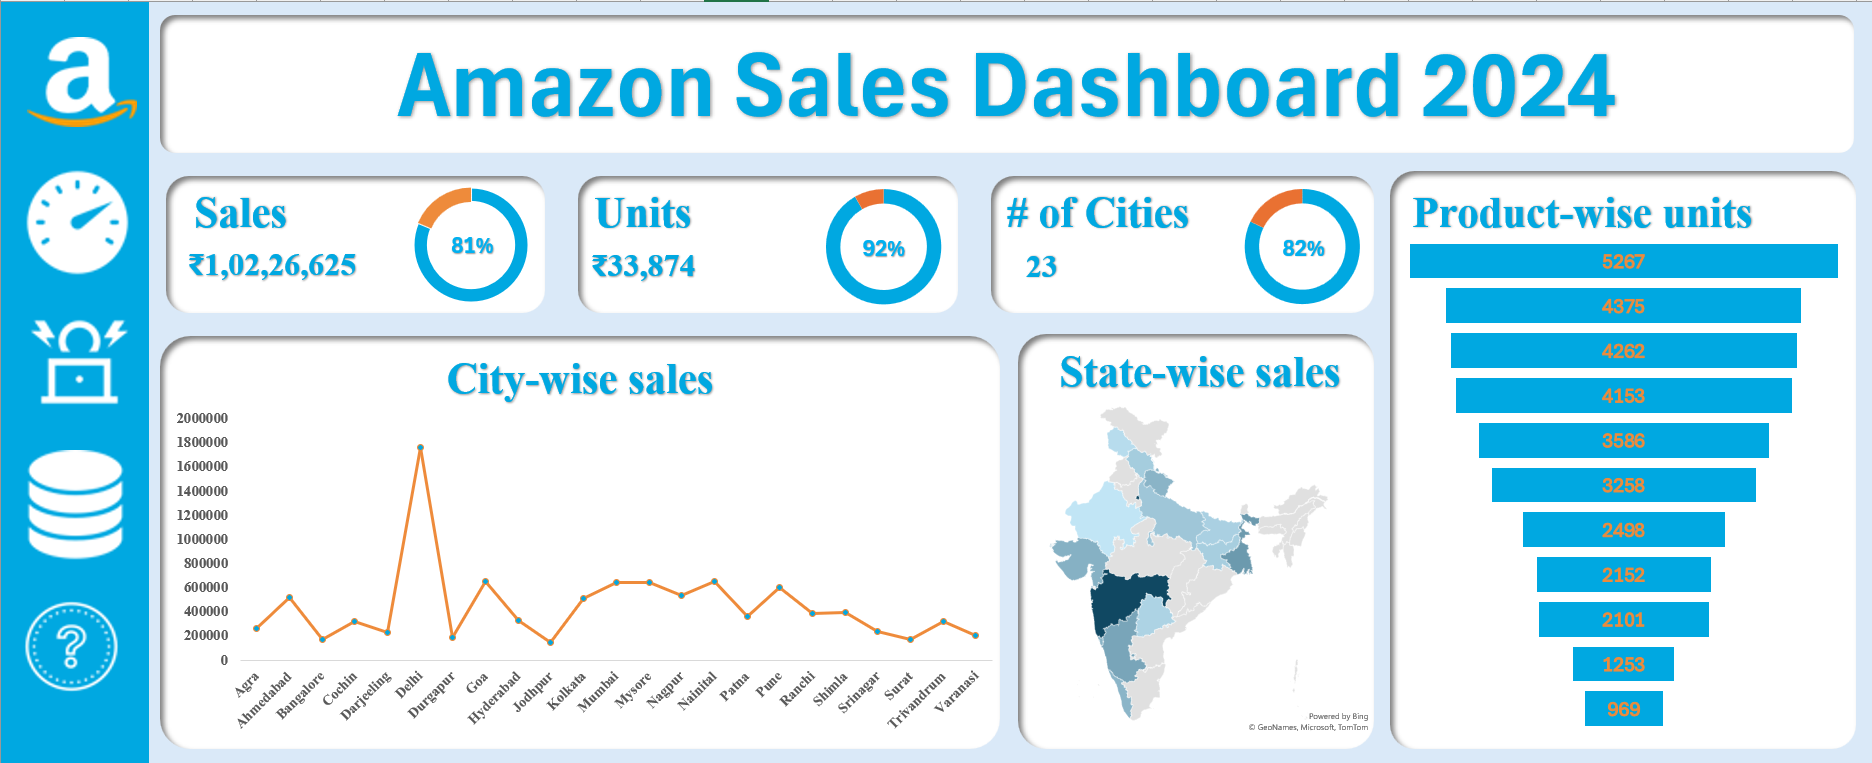 Amazon Sales Dashboard 2024
Sales
₹1,02,26,625
81%
Units
₹33,874
92%
# of Cities
23
82%
Product-wise units
5267
4375
4262
4153
3586
3258
2498
2152
2101
1253
969
City-wise sales
2000000
1800000
1600000
1400000
1200000
1000000
800000
600000
400000
200000
0
Agra
Ahmedabad
Bangalore
Cochin
Darjeeling
Delhi
Durgapur
Goa
Hyderabad
Jodhpur
Kolkata
Mumbai
Mysore
Nagpur
Nainital
Patna
Pune
Ranchi
Shimla
Srinagar
Surat
Trivandrum
Varanasi
State-wise sales
Powered by Bing
© GeoNames, Microsoft, TomTom
a
?